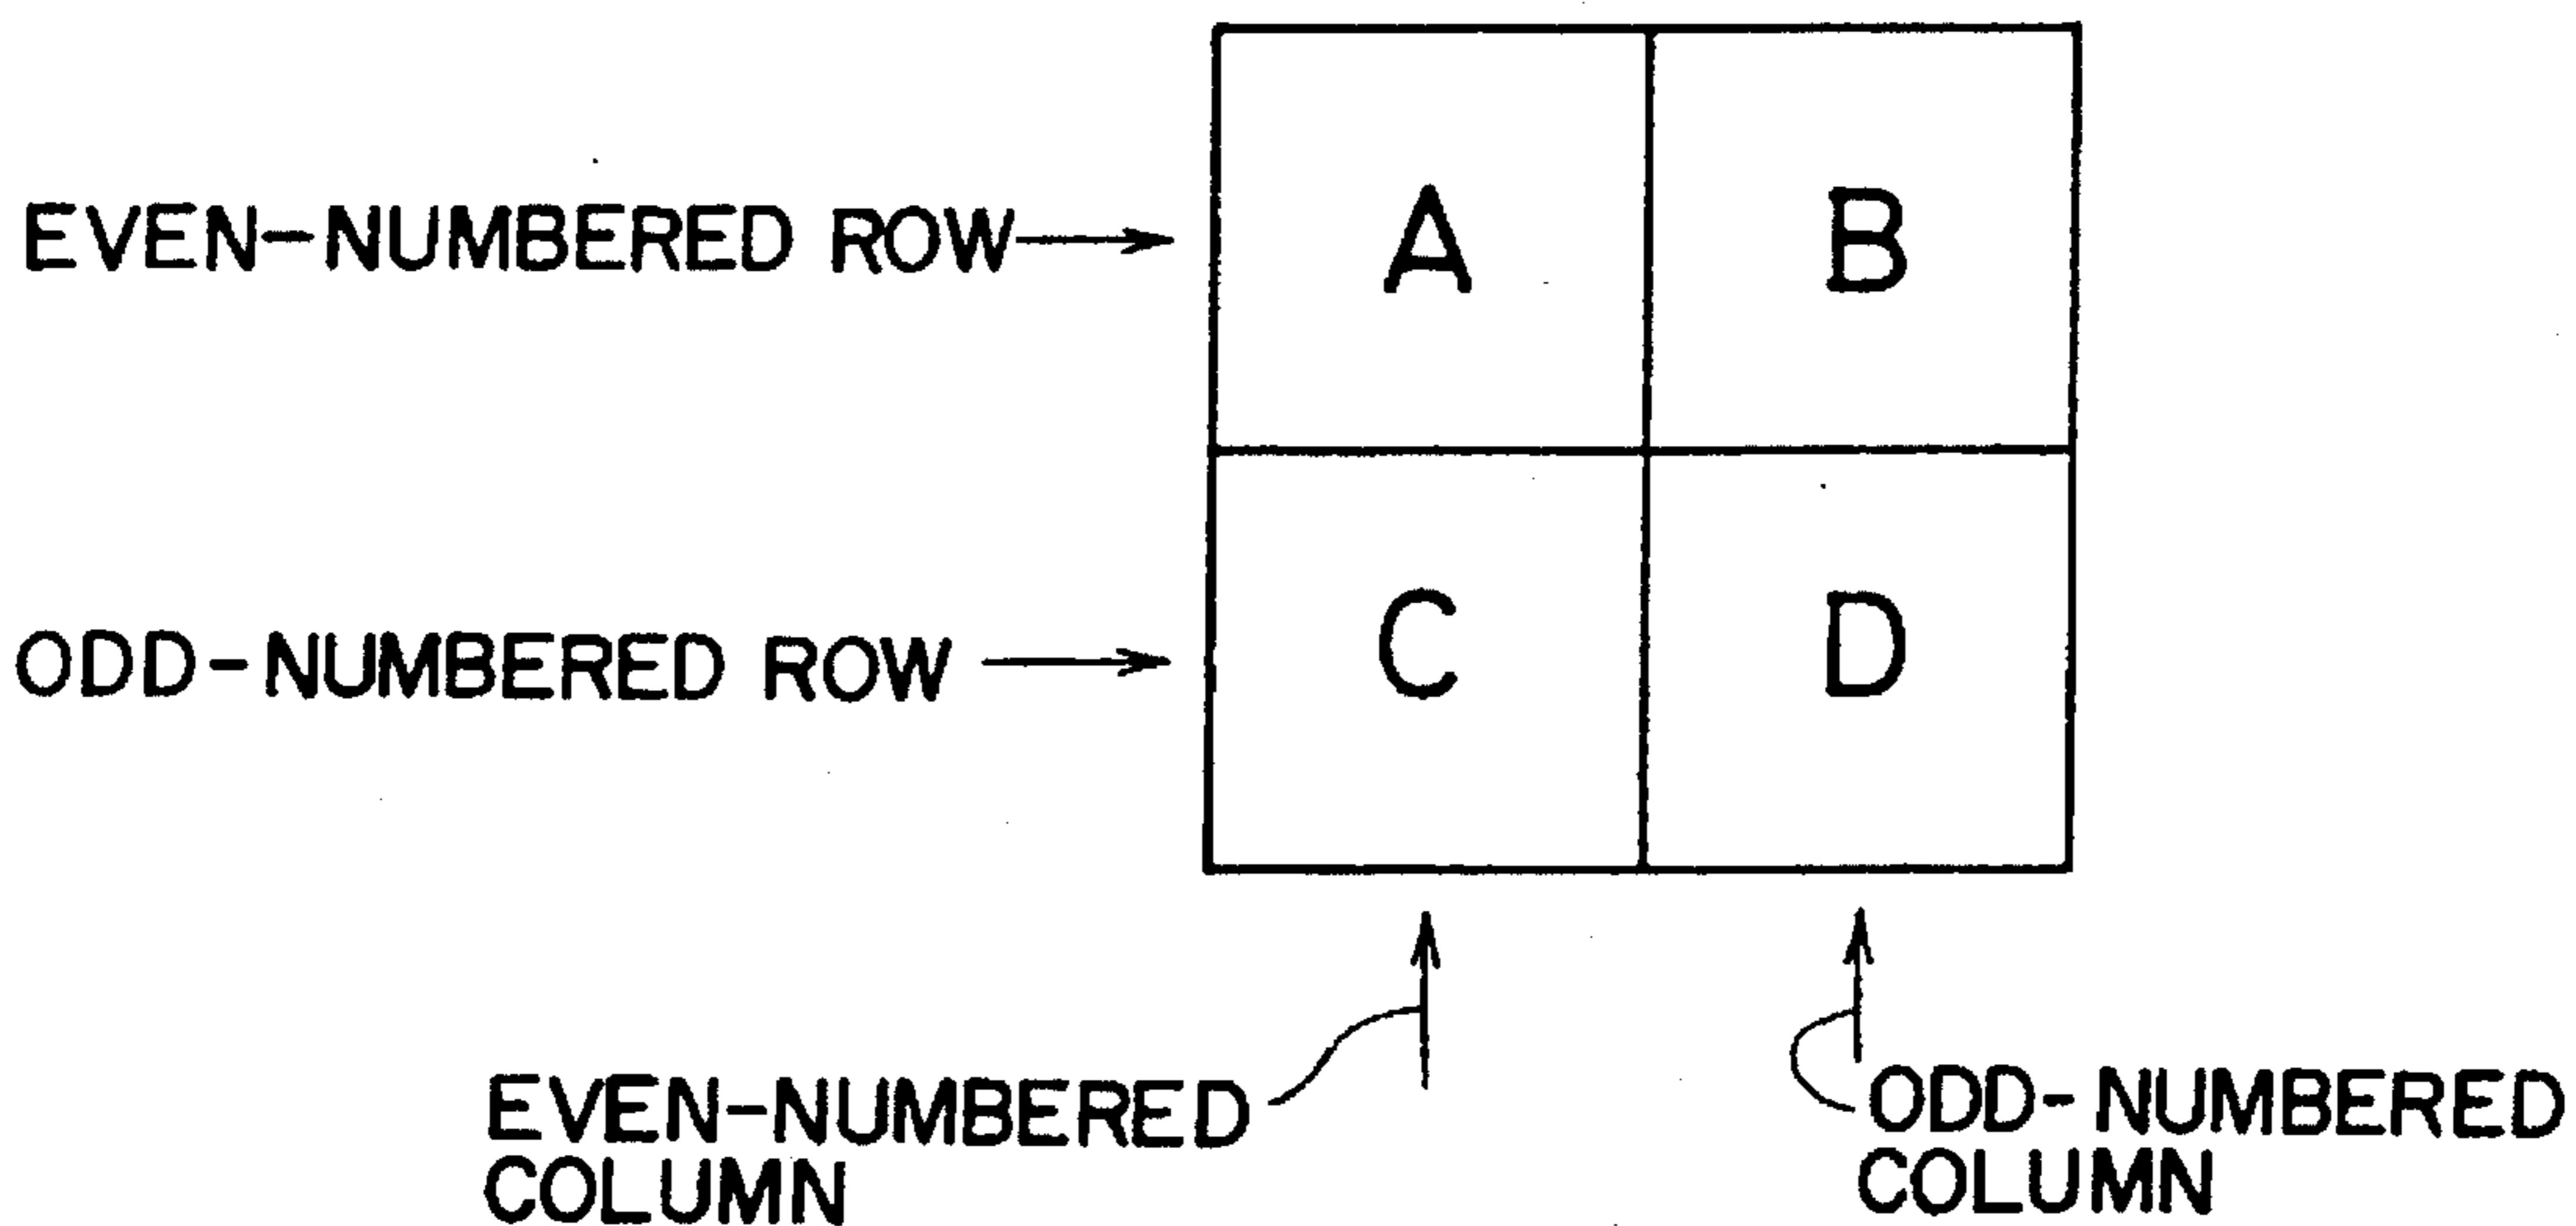 EVEN-NUMBERED ROW
A B
ODD-NUMBERED ROW
C D
EVEN-NUMBERED
COLUMN
ODD-NUMBERED
COLUMN